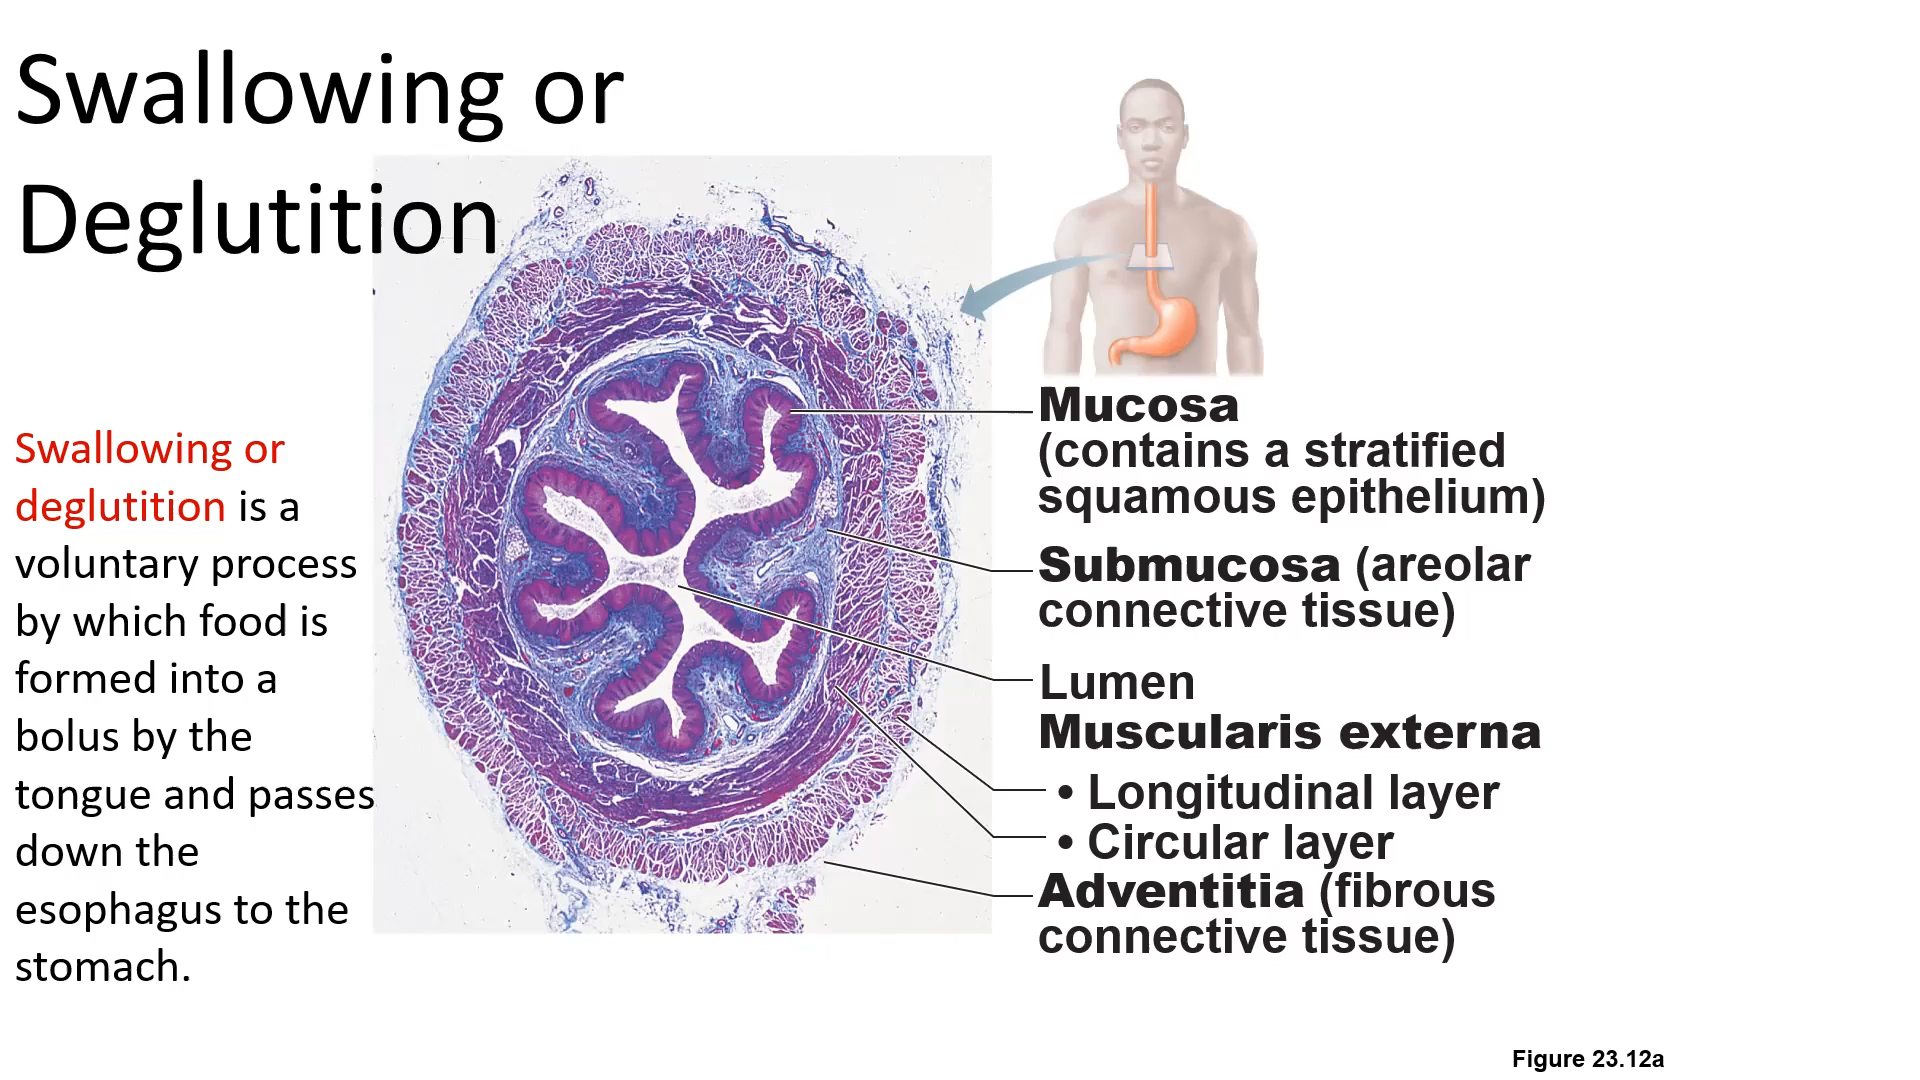 Swallowing or
Deglutition
Swallowing or
deglutition is a
voluntary process
by which food is
formed into a
bolus by the
tongue and passes
down the
esophagus to the
stomach.
Mucosa
(contains a stratified
squamous epithelium)
Submucosa (areolar
connective tissue)
Lumen
Muscularis externa
• Longitudinal layer
• Circular layer
Adventitia (fibrous
connective tissue)
Figure 23.12a